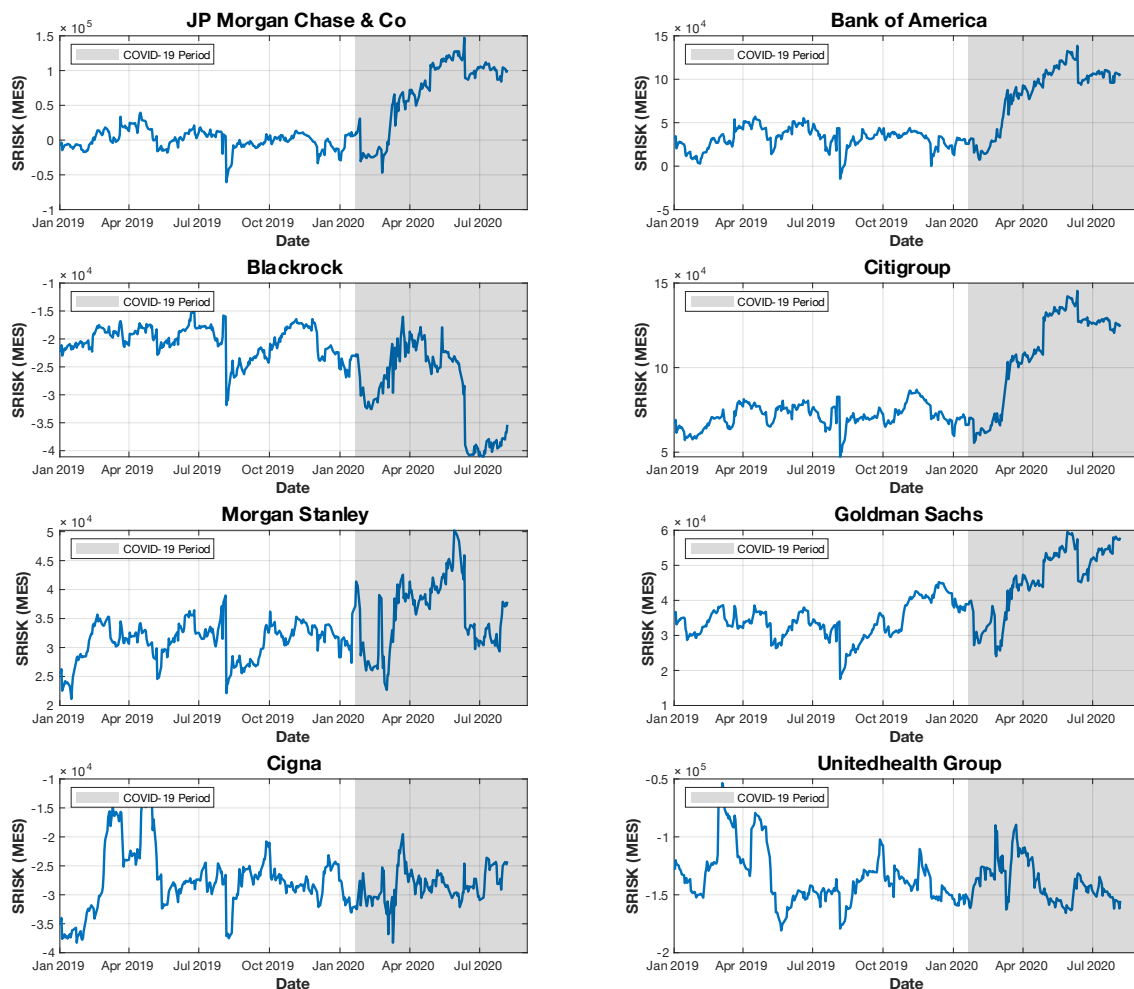 JP Morgan Chase & Co
× 10^5
COVID-19 Period
1.5
1
0.5
0
-0.5
-1
SRISK (MES)
Jan 2019 Apr 2019 Jul 2019 Oct 2019 Jan 2020 Apr 2020 Jul 2020
Date
Bank of America
× 10^4
COVID-19 Period
15
10
5
0
-5
SRISK (MES)
Jan 2019 Apr 2019 Jul 2019 Oct 2019 Jan 2020 Apr 2020 Jul 2020
Date
Blackrock
× 10^4
COVID-19 Period
-1
-1.5
-2
-2.5
-3
-3.5
-4
SRISK (MES)
Jan 2019 Apr 2019 Jul 2019 Oct 2019 Jan 2020 Apr 2020 Jul 2020
Date
Citigroup
× 10^4
COVID-19 Period
15
10
5
SRISK (MES)
Jan 2019 Apr 2019 Jul 2019 Oct 2019 Jan 2020 Apr 2020 Jul 2020
Date
Morgan Stanley
× 10^4
COVID-19 Period
5
4.5
4
3.5
3
2.5
2
SRISK (MES)
Jan 2019 Apr 2019 Jul 2019 Oct 2019 Jan 2020 Apr 2020 Jul 2020
Date
Goldman Sachs
× 10^4
COVID-19 Period
6
5
4
3
2
1
SRISK (MES)
Jan 2019 Apr 2019 Jul 2019 Oct 2019 Jan 2020 Apr 2020 Jul 2020
Date
Cigna
× 10^4
COVID-19 Period
-1
-1.5
-2
-2.5
-3
-3.5
-4
SRISK (MES)
Jan 2019 Apr 2019 Jul 2019 Oct 2019 Jan 2020 Apr 2020 Jul 2020
Date
Unitedhealth Group
× 10^5
COVID-19 Period
-0.5
-1
-1.5
-2
SRISK (MES)
Jan 2019 Apr 2019 Jul 2019 Oct 2019 Jan 2020 Apr 2020 Jul 2020
Date